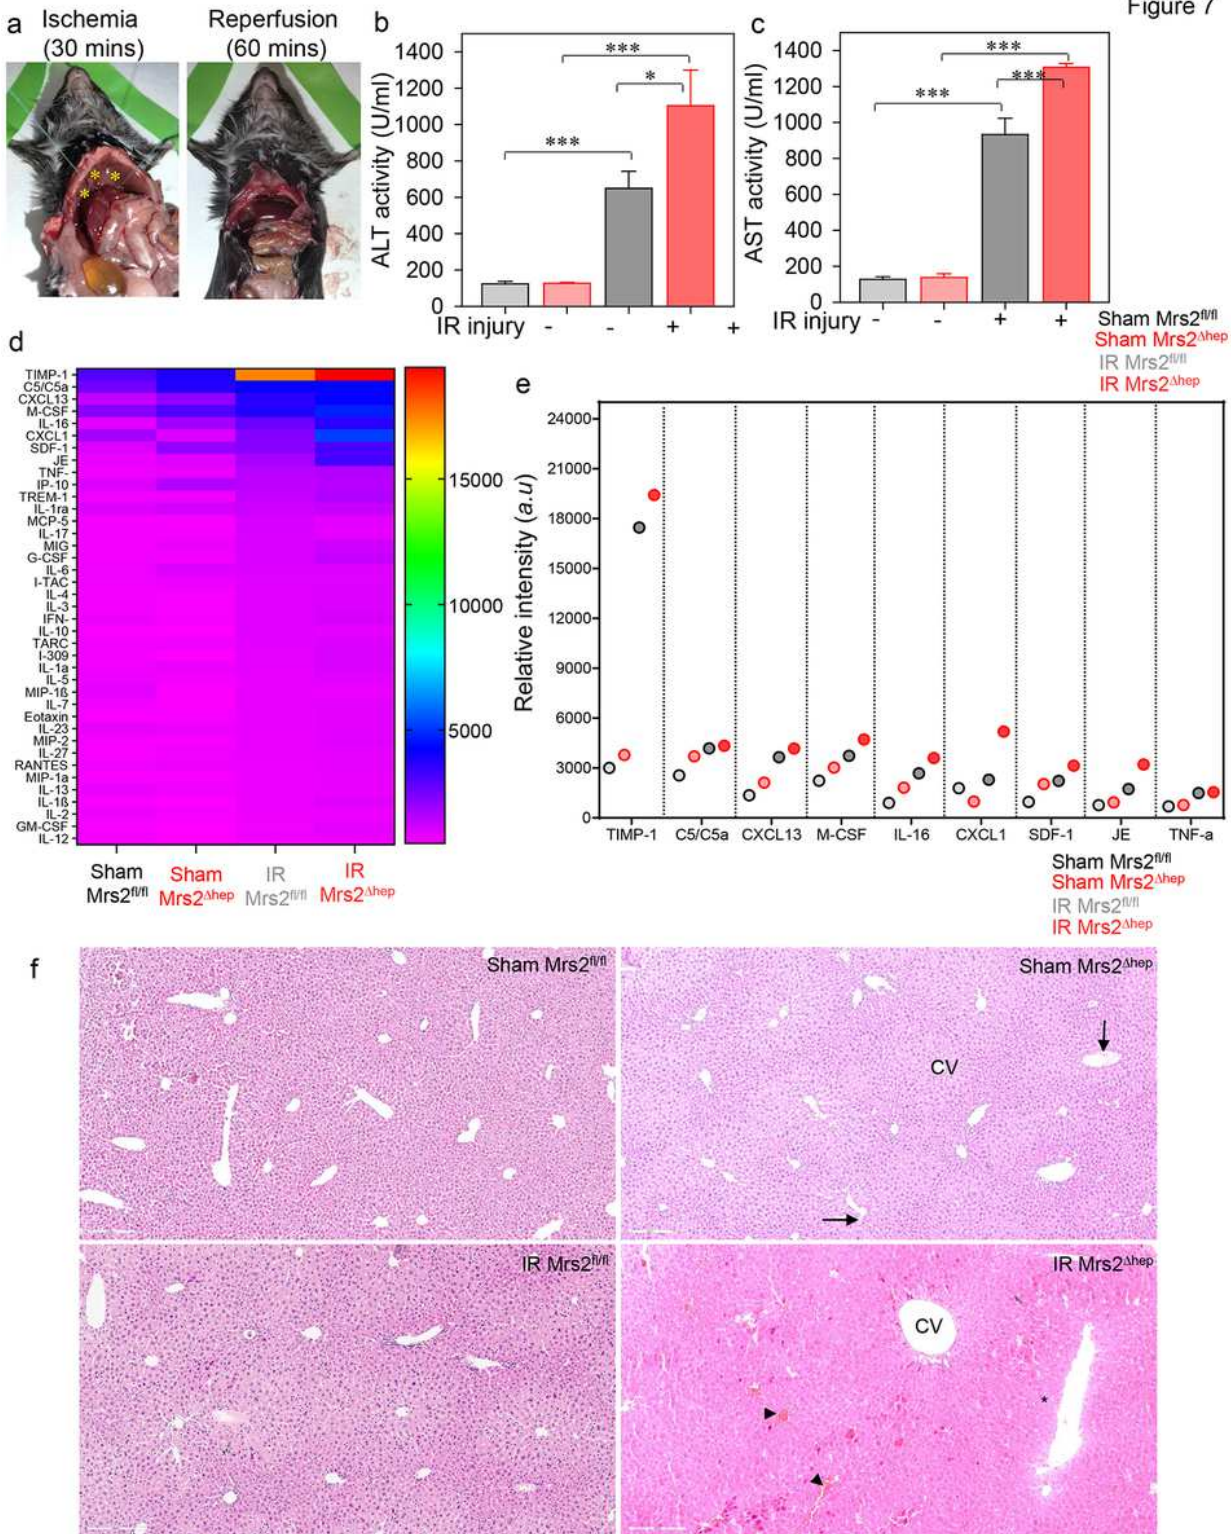 Figure 7
a
Ischemia
(30 mins)
Reperfusion
(60 mins)
* * *
b
ALT activity (U/ml)
1400
1200
1000
800
600
400
200
0
***
*
***
IR injury - - + +
c
AST activity (U/ml)
1400
1200
1000
800
600
400
200
0
***
***
***
IR injury - - + +
Sham Mrs2fl/fl
Sham Mrs2Δhep
IR Mrs2fl/fl
IR Mrs2Δhep
d
TIMP-1
C5/C5a
CXCL13
M-CSF
IL-16
CXCL1
SDF-1
JE
TNF-
IP-10
TREM-1
IL-1ra
MCP-5
IL-17
MIG
G-CSF
IL-6
I-TAC
IL-4
IL-3
IFN-
IL-10
TARC
I-309
IL-1a
IL-5
MIP-1ß
IL-7
Eotaxin
IL-23
MIP-2
IL-27
RANTES
MIP-1a
IL-13
IL-1ß
IL-2
GM-CSF
IL-12
Sham
Mrs2fl/fl
Sham
Mrs2Δhep
IR
Mrs2fl/fl
IR
Mrs2Δhep
15000
10000
5000
e
Relative intensity (a.u)
24000
21000
18000
15000
12000
9000
6000
3000
0
TIMP-1 C5/C5a CXCL13 M-CSF IL-16 CXCL1 SDF-1 JE TNF-a
Sham Mrs2fl/fl
Sham Mrs2Δhep
IR Mrs2fl/fl
IR Mrs2Δhep
f
Sham Mrs2fl/fl
Sham Mrs2Δhep
CV
IR Mrs2fl/fl
IR Mrs2Δhep
CV
*